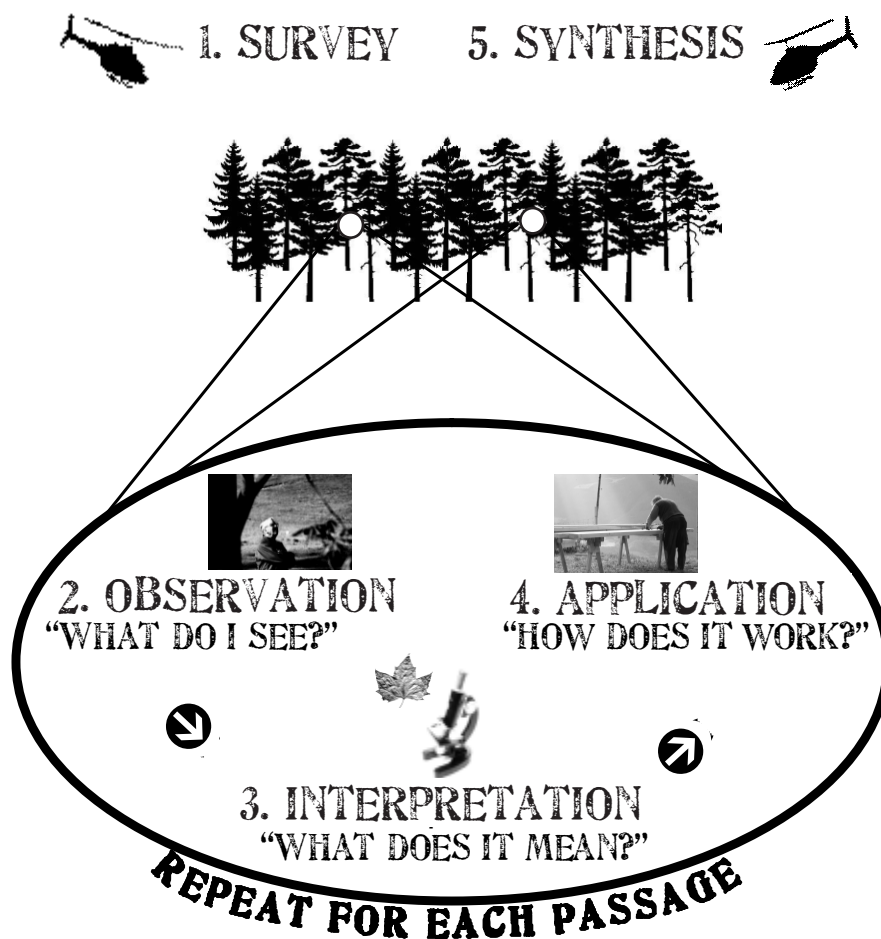 1. SURVEY
5. SYNTHESIS
2. OBSERVATION
“WHAT DO I SEE?”
4. APPLICATION
“HOW DOES IT WORK?”
3. INTERPRETATION
“WHAT DOES IT MEAN?”
REPEAT FOR EACH PASSAGE